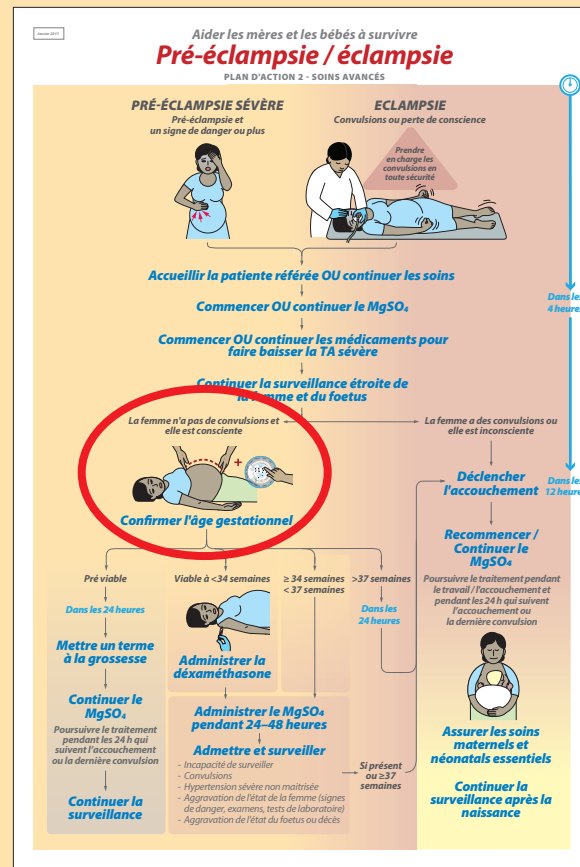 Janvier 2017
Aider les mères et les bébés à survivre
Pré-éclampsie / éclampsie
PLAN D'ACTION 2 - SOINS AVANCÉS
PRÉ-ÉCLAMPSIE SÉVÈRE
Pré-éclampsie et
un signe de danger ou plus
ECLAMPSIE
Convulsions ou perte de conscience
Prendre
en charge les
convulsions en
toute sécurité
Accueillir la patiente référée OU continuer les soins
Commencer OU continuer le MgSO₄
Dans les
4 heures
Commencer OU continuer les médicaments pour
faire baisser la TA sévère
Continuer la surveillance étroite de
la femme et du foetus
La femme n'a pas de convulsions et
elle est consciente
+
Confirmer l'âge gestationnel
La femme a des convulsions ou
elle est inconsciente
Déclencher
l'accouchement
Dans les
12 heures
Recommencer /
Continuer le
MgSO₄
Poursuivre le traitement pendant
le travail / l'accouchement et
pendant les 24 h qui suivent
l'accouchement ou
la dernière convulsion
Assurer les soins
maternels et
néonatals essentiels
Continuer la
surveillance après la
naissance
Pré viable
Dans les 24 heures
Mettre un terme
à la grossesse
Continuer le
MgSO₄
Poursuivre le traitement
pendant les 24 h qui
suivent l'accouchement
ou la dernière convulsion
Continuer la
surveillance
Viable à <34 semaines
Administrer la
déxaméthasone
≥ 34 semaines
< 37 semaines
>37 semaines
Dans les
24 heures
Administrer le MgSO₄
pendant 24–48 heures
Admettre et surveiller
- Incapacité de surveiller
- Convulsions
- Hypertension sévère non maitrisée
- Aggravation de l'état de la femme (signes
de danger, examens, tests de laboratoire)
- Aggravation de l'état du foetus ou décès
Si présent
ou ≥37
semaines